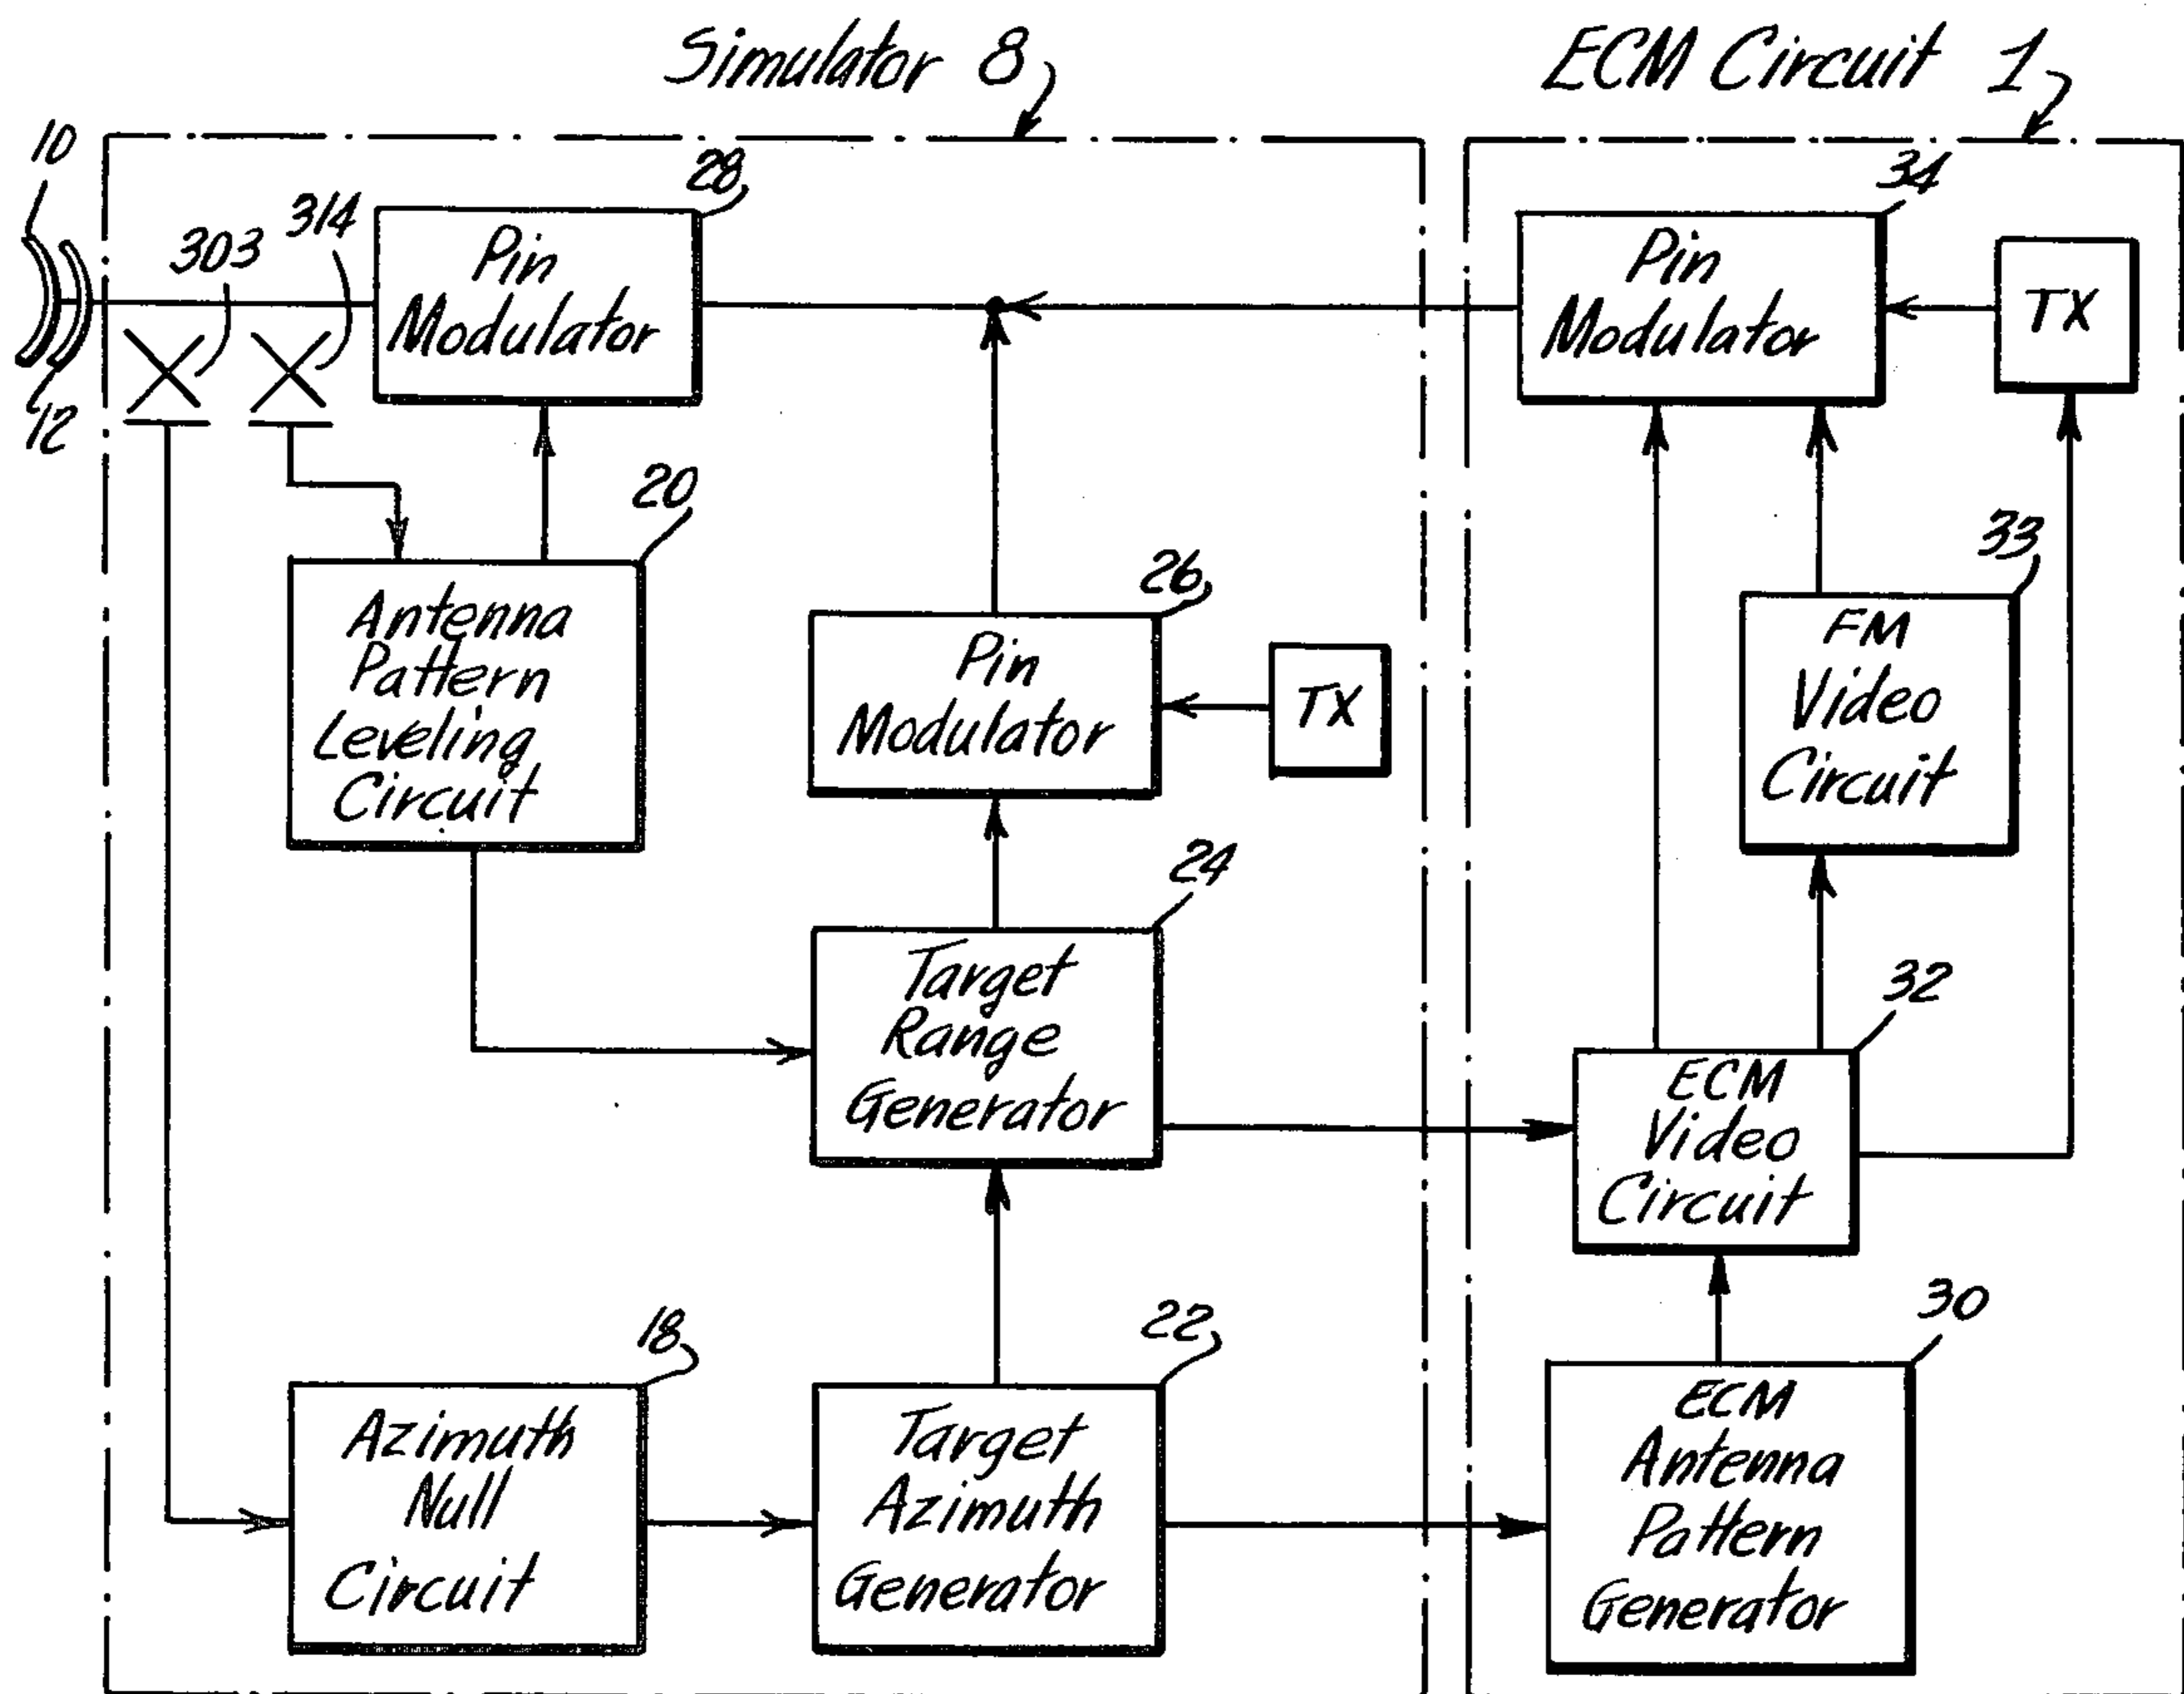 Simulator 8
ECM Circuit 1
10
12
303
314
28
Pin
Modulator
34
Pin
Modulator
TX
20
Antenna
Pattern
Leveling
Circuit
26
Pin
Modulator
TX
33
FM
Video
Circuit
24
Target
Range
Generator
32
ECM
Video
Circuit
18
Azimuth
Null
Circuit
22
Target
Azimuth
Generator
30
ECM
Antenna
Pattern
Generator